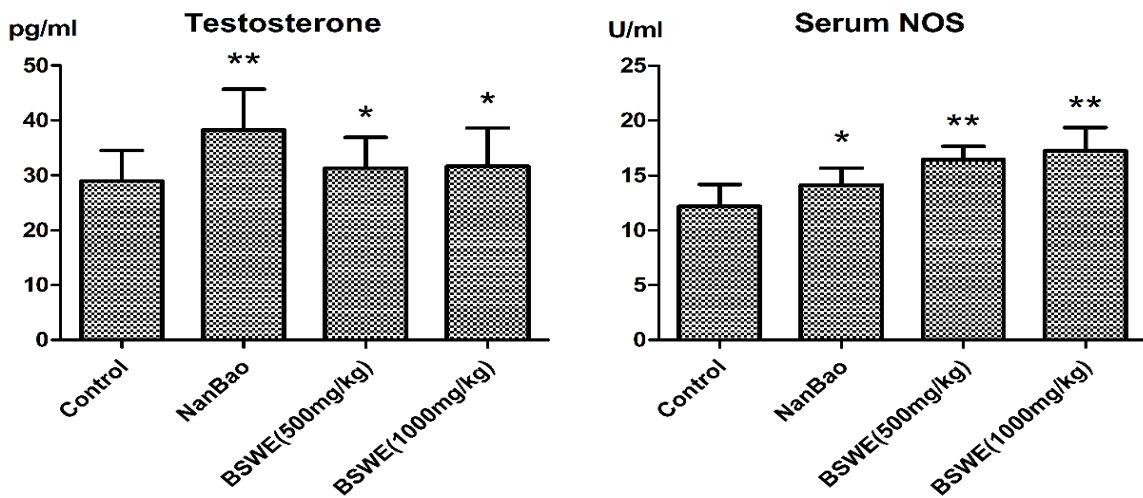 Testosterone
pg/ml
50
40
30
20
10
0
**
*
*
Control
NanBao
BSWE(500mg/kg)
BSWE(1000mg/kg)
Serum NOS
U/ml
25
20
15
10
5
0
*
**
**
Control
NanBao
BSWE(500mg/kg)
BSWE(1000mg/kg)